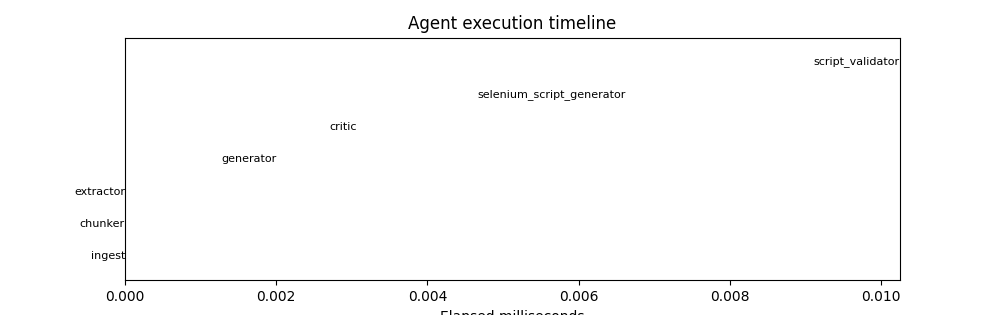 Agent execution timeline
script_validator
selenium_script_generator
critic
generator
extractor
chunker
ingest
0.000 0.002 0.004 0.006 0.008 0.010
Elapsed milliseconds